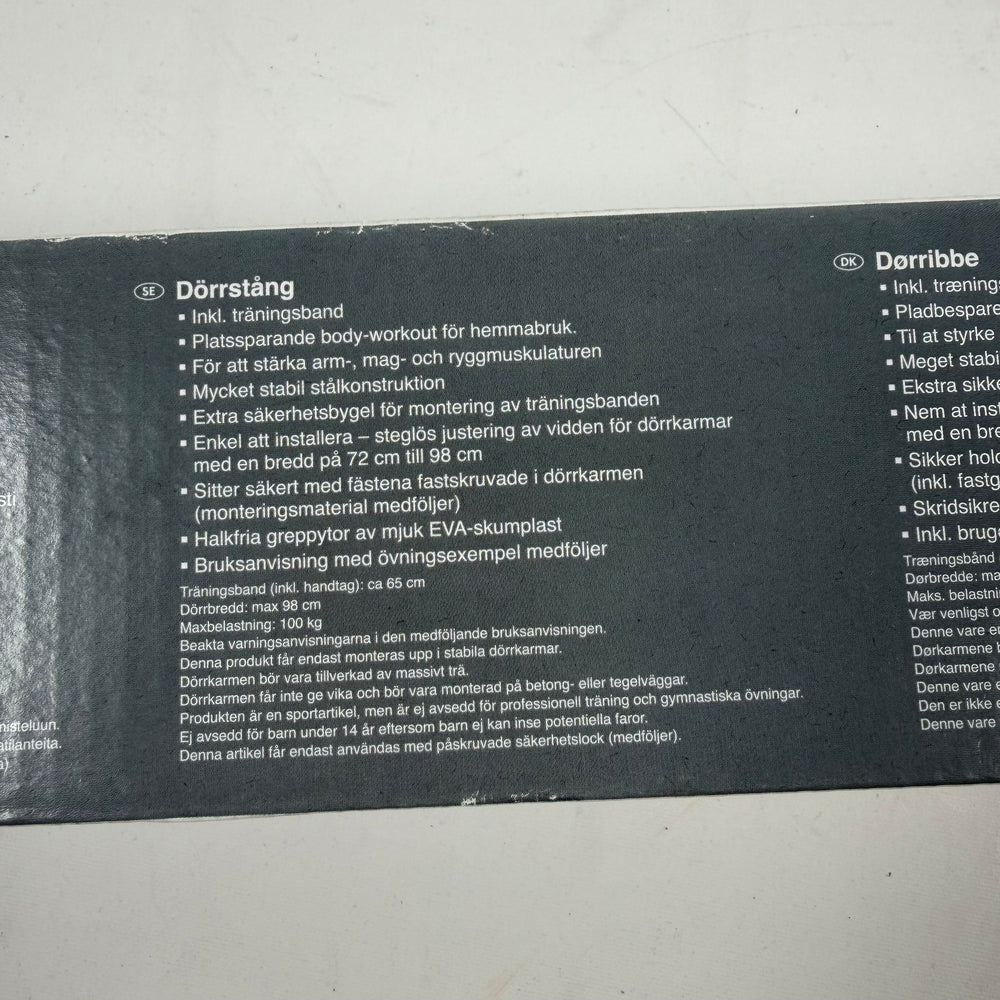 SE Dörrstång
▪ Inkl. träningsband
▪ Platssparande body-workout för hemmabruk.
▪ För att stärka arm-, mag- och ryggmuskulaturen
▪ Mycket stabil stålkonstruktion
▪ Extra säkerhetsbygel för montering av träningsbanden
▪ Enkel att installera – steglös justering av vidden för dörrkarmar
med en bredd på 72 cm till 98 cm
▪ Sitter säkert med fästena fastskruvade i dörrkarmen
(monteringsmaterial medföljer)
▪ Halkfria greppytor av mjuk EVA-skumplast
▪ Bruksanvisning med övningsexempel medföljer
Träningsband (inkl. handtag): ca 65 cm
Dörrbredd: max 98 cm
Maxbelastning: 100 kg
Beakta varningsanvisningarna i den medföljande bruksanvisningen.
Denna produkt får endast monteras upp i stabila dörrkarmar.
Dörrkarmen bör vara tillverkad av massivt trä.
Dörrkarmen får inte ge vika och bör vara monterad på betong- eller tegelväggar.
Produkten är en sportartikel, men är ej avsedd för professionell träning och gymnastiska övningar.
Ej avsedd för barn under 14 år eftersom barn ej kan inse potentiella faror.
Denna artikel får endast användas med påskruvade säkerhetslock (medföljer).
DK Dørribbe
▪ Inkl. træning
▪ Pladbespare
▪ Til at styrke
▪ Meget stabi
▪ Ekstra sikke
▪ Nem at inst
med en bre
▪ Sikker hold
(inkl. fastg
▪ Skridsikre
▪ Inkl. brug
Træningsbånd
Dørbredde: ma
Maks. belastni
Vær venligst o
Denne vare e
Dørkarmene
Dørkarmene
Denne vare e
Den er ikke e
Denne vare